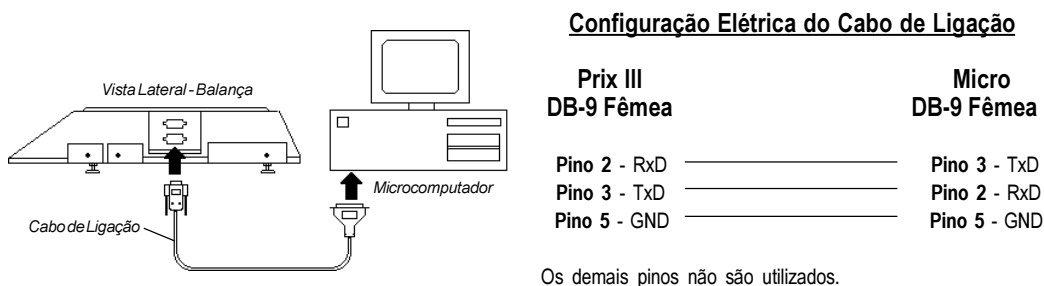 Vista Lateral - Balança
Microcomputador
Cabo de Ligação
Configuração Elétrica do Cabo de Ligação
Prix III Micro
DB-9 Fêmea DB-9 Fêmea
Pino 2 - RxD Pino 3 - TxD
Pino 3 - TxD Pino 2 - RxD
Pino 5 - GND Pino 5 - GND
Os demais pinos não são utilizados.